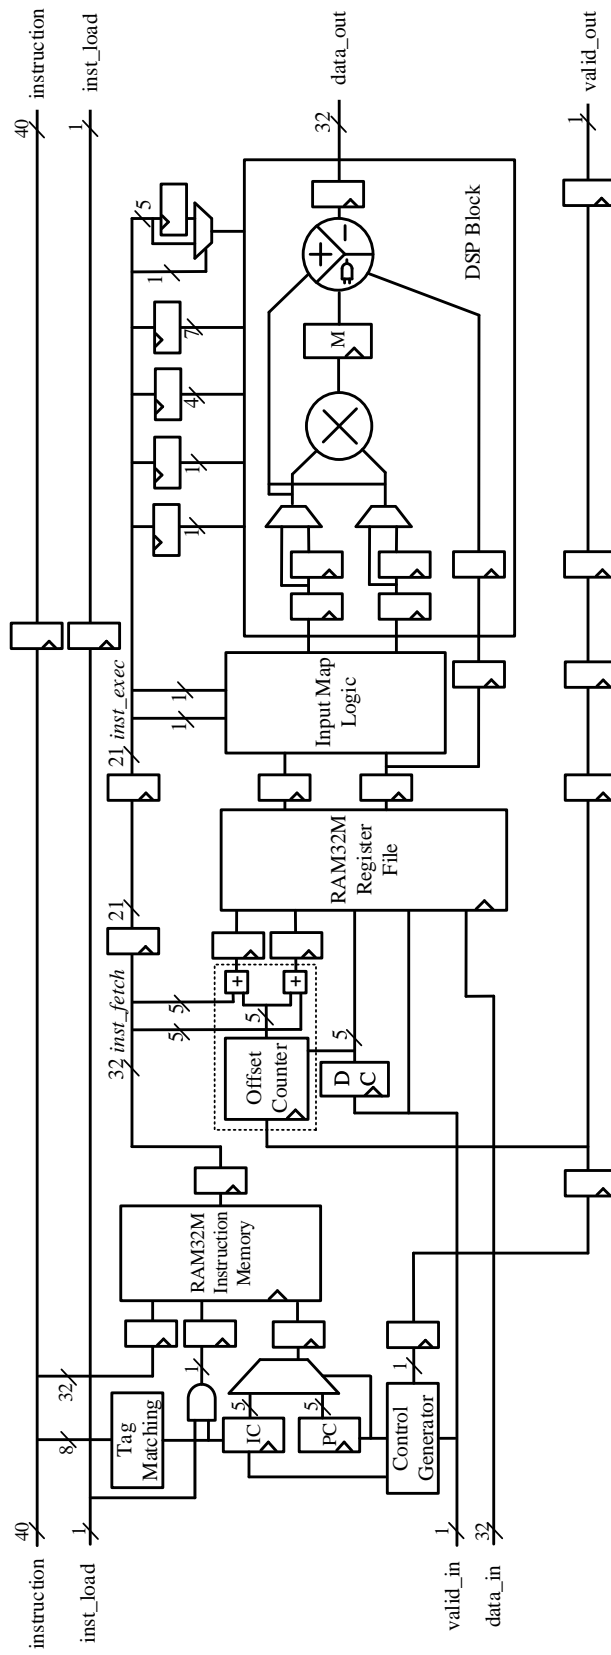 instruction
40
inst_load
1
8
32
Tag
Matching
1
IC
5
PC
5
Control
Generator
1
valid_in
1
data_in
32
RAM32M
Instruction
Memory
32
inst_fetch
5
5
5
Offset
Counter
+
+
D
C
5
21
RAM32M
Register
File
21
inst_exec
1
1
Input Map
Logic
1
1
4
7
1
5
M
+
−
DSP Block
instruction
40
inst_load
1
data_out
32
valid_out
1